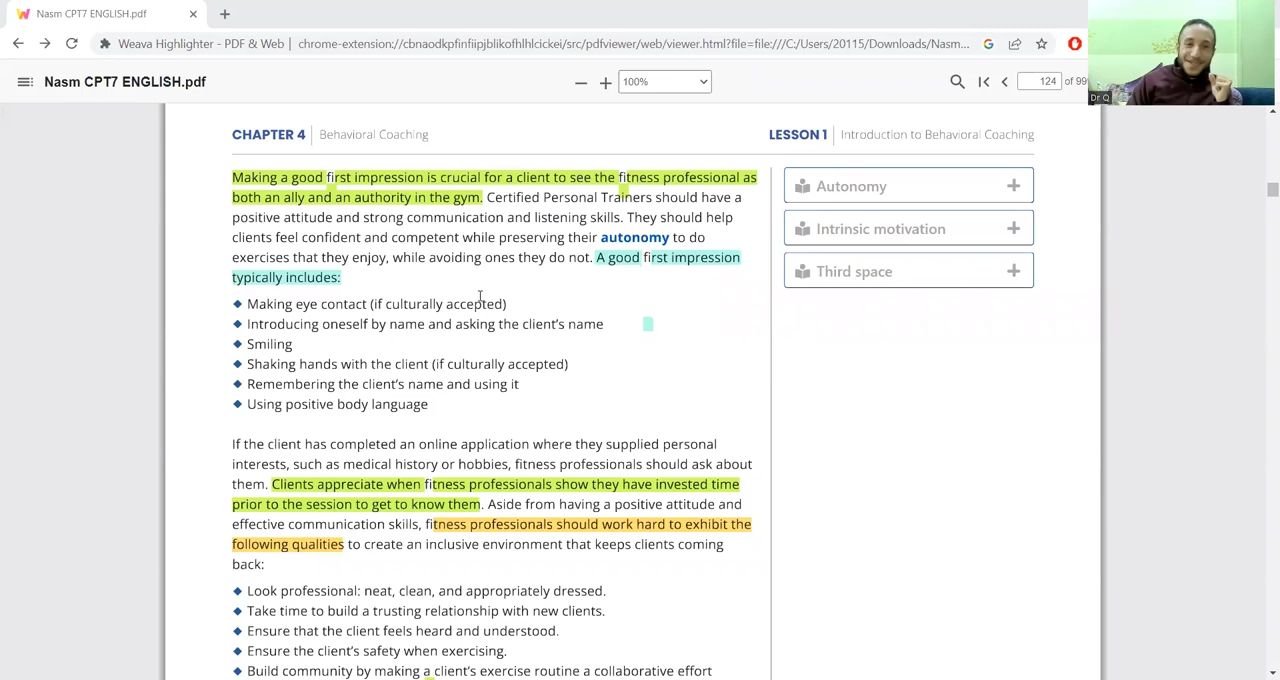 Nasm CPT7 ENGLISH.pdf
Weava Highlighter - PDF & Web | chrome-extension://cbnaodkpfinfiipjblikofhlhlcickei/src/pdfviewer/web/viewer.html?file=file:///C:/Users/20115/Downloads/Nasm...
Nasm CPT7 ENGLISH.pdf
100%
124 of 99
Dr Q
CHAPTER 4 | Behavioral Coaching
LESSON 1 | Introduction to Behavioral Coaching
Making a good first impression is crucial for a client to see the fitness professional as
both an ally and an authority in the gym. Certified Personal Trainers should have a
positive attitude and strong communication and listening skills. They should help
clients feel confident and competent while preserving their autonomy to do
exercises that they enjoy, while avoiding ones they do not. A good first impression
typically includes:
◆ Making eye contact (if culturally accepted)
◆ Introducing oneself by name and asking the client's name
◆ Smiling
◆ Shaking hands with the client (if culturally accepted)
◆ Remembering the client's name and using it
◆ Using positive body language
If the client has completed an online application where they supplied personal
interests, such as medical history or hobbies, fitness professionals should ask about
them. Clients appreciate when fitness professionals show they have invested time
prior to the session to get to know them. Aside from having a positive attitude and
effective communication skills, fitness professionals should work hard to exhibit the
following qualities to create an inclusive environment that keeps clients coming
back:
◆ Look professional: neat, clean, and appropriately dressed.
◆ Take time to build a trusting relationship with new clients.
◆ Ensure that the client feels heard and understood.
◆ Ensure the client's safety when exercising.
◆ Build community by making a client's exercise routine a collaborative effort
Autonomy
Intrinsic motivation
Third space